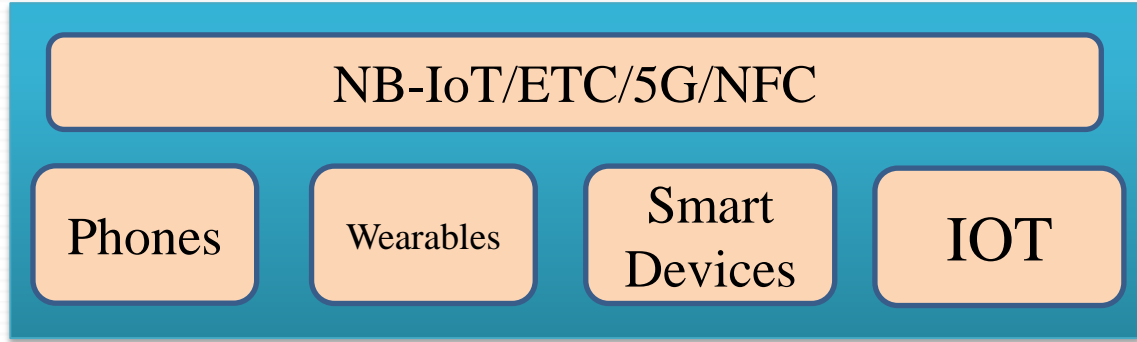 NB-IoT/ETC/5G/NFC
Phones
Wearables
Smart
Devices
IOT